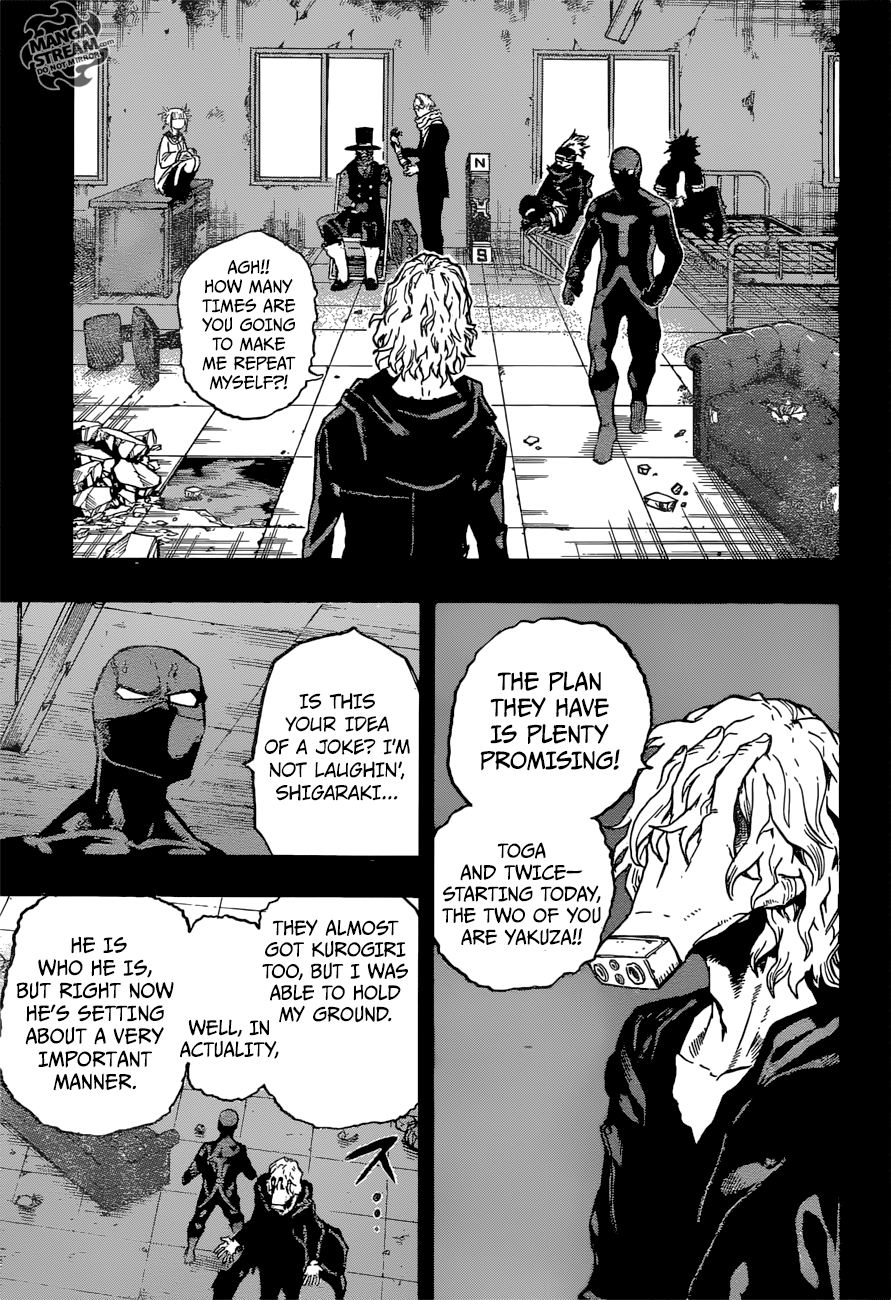 MANGA
STREAM.com
DO NOT MIRROR
N
S
AGH!!
HOW MANY
TIMES ARE
YOU GOING
TO MAKE
ME REPEAT
MYSELF?!
THE PLAN
THEY HAVE
IS PLENTY
PROMISING!
TOGA
AND TWICE—
STARTING TODAY,
THE TWO OF YOU
ARE YAKUZA!!
IS THIS
YOUR IDEA
OF A JOKE? I'M
NOT LAUGHIN',
SHIGARAKI...
THEY ALMOST
GOT KUROGIRI
TOO, BUT I WAS
ABLE TO HOLD
MY GROUND.
WELL, IN
ACTUALITY,
HE IS
WHO HE IS,
BUT RIGHT NOW
HE'S SETTING
ABOUT A VERY
IMPORTANT
MANNER.